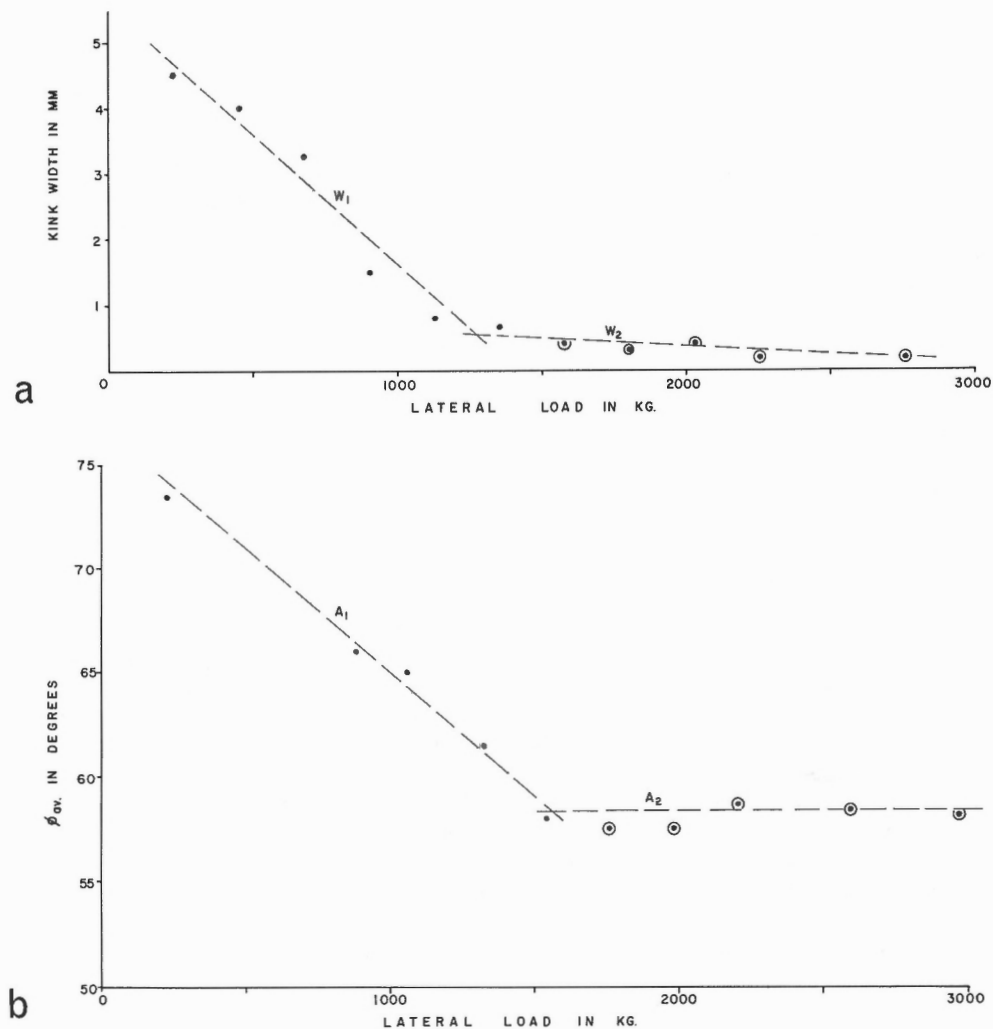 KINK WIDTH IN MM
5
4
3
2
1
W1
W2
0
1000
2000
3000
LATERAL LOAD IN KG.
a
75
70
65
60
55
50
ϕav. IN DEGREES
A1
A2
0
1000
2000
3000
LATERAL LOAD IN KG.
b